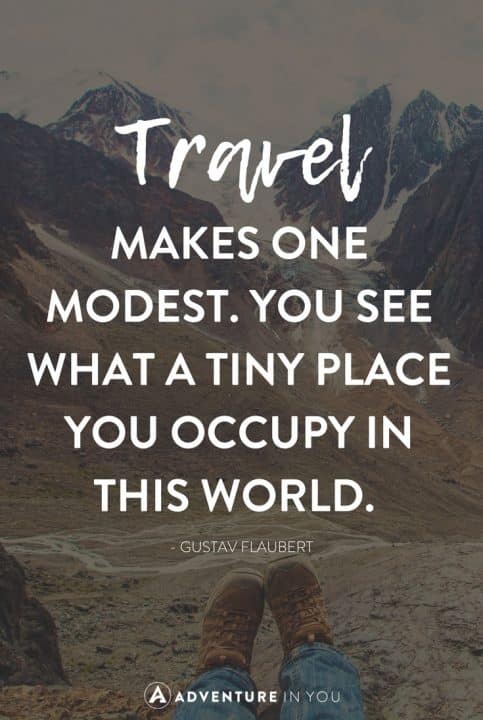 Travel
MAKES ONE
MODEST. YOU SEE
WHAT A TINY PLACE
YOU OCCUPY IN
THIS WORLD.
- GUSTAV FLAUBERT
A ADVENTURE IN YOU